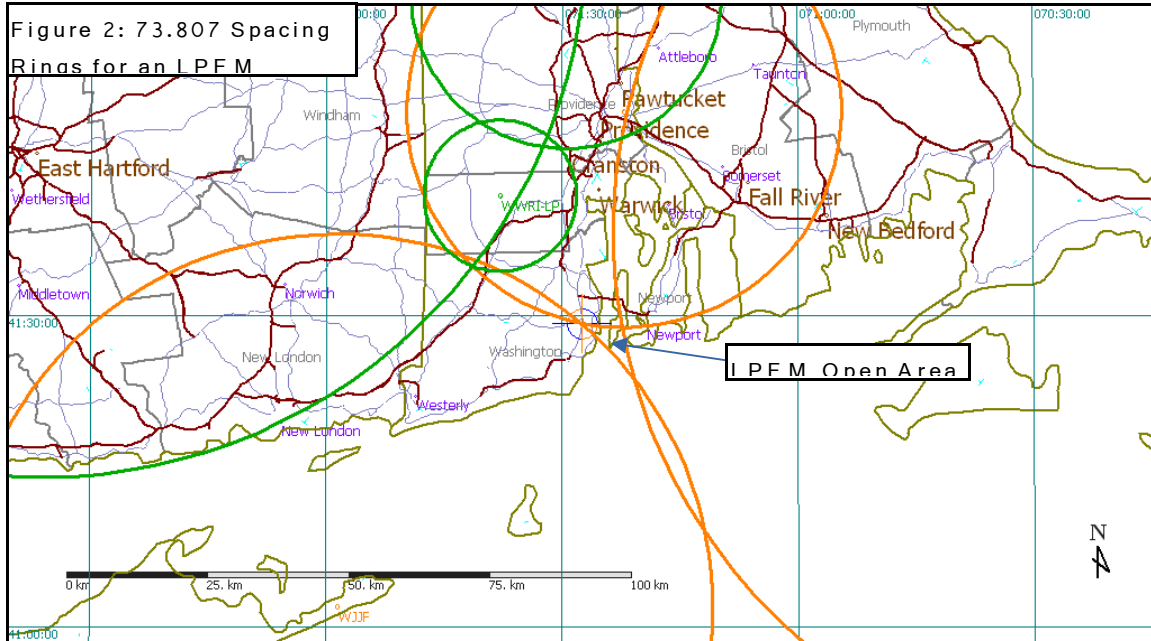 Figure 2: 73.807 Spacing
Rings for an LPFM
00:00
071:30:00
071:00:00
070:30:00
Plymouth
Attleboro
Taunton
Pawtucket
Providence
Windham
Providence
Bristol
East Hartford
Cranston
Somerset
Wethersfield
WWRI-LP
Warwick
Fall River
Bristol
New Bedford
Middletown
Norwich
Newport
41:30:00
Newport
New London
Washington
LPFM Open Area
Westerly
New London
N
0 km
25. km
50. km
75. km
100 km
WJJF
41:00:00